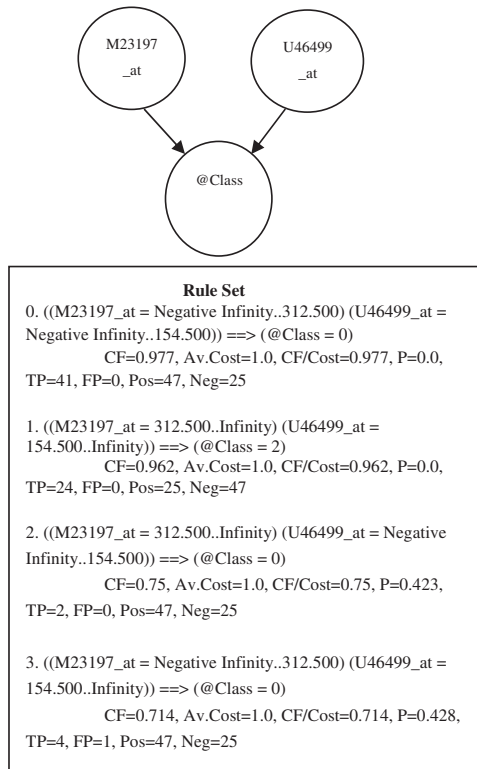 M23197
_at
U46499
_at
@Class
Rule Set
0. ((M23197_at = Negative Infinity..312.500) (U46499_at =
Negative Infinity..154.500)) ==> (@Class = 0)
CF=0.977, Av.Cost=1.0, CF/Cost=0.977, P=0.0,
TP=41, FP=0, Pos=47, Neg=25
1. ((M23197_at = 312.500..Infinity) (U46499_at =
154.500..Infinity)) ==> (@Class = 2)
CF=0.962, Av.Cost=1.0, CF/Cost=0.962, P=0.0,
TP=24, FP=0, Pos=25, Neg=47
2. ((M23197_at = 312.500..Infinity) (U46499_at = Negative
Infinity..154.500)) ==> (@Class = 0)
CF=0.75, Av.Cost=1.0, CF/Cost=0.75, P=0.423,
TP=2, FP=0, Pos=47, Neg=25
3. ((M23197_at = Negative Infinity..312.500) (U46499_at =
154.500..Infinity)) ==> (@Class = 0)
CF=0.714, Av.Cost=1.0, CF/Cost=0.714, P=0.428,
TP=4, FP=1, Pos=47, Neg=25